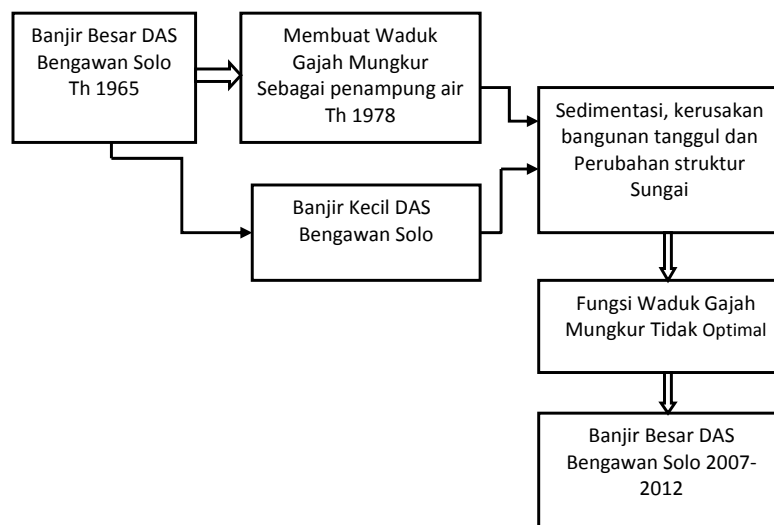 Banjir Besar DAS
Bengawan Solo
Th 1965
Membuat Waduk
Gajah Mungkur
Sebagai penampung air
Th 1978
Sedimentasi, kerusakan
bangunan tanggul dan
Perubahan struktur
Sungai
Banjir Kecil DAS
Bengawan Solo
Fungsi Waduk Gajah
Mungkur Tidak Optimal
Banjir Besar DAS
Bengawan Solo 2007-
2012